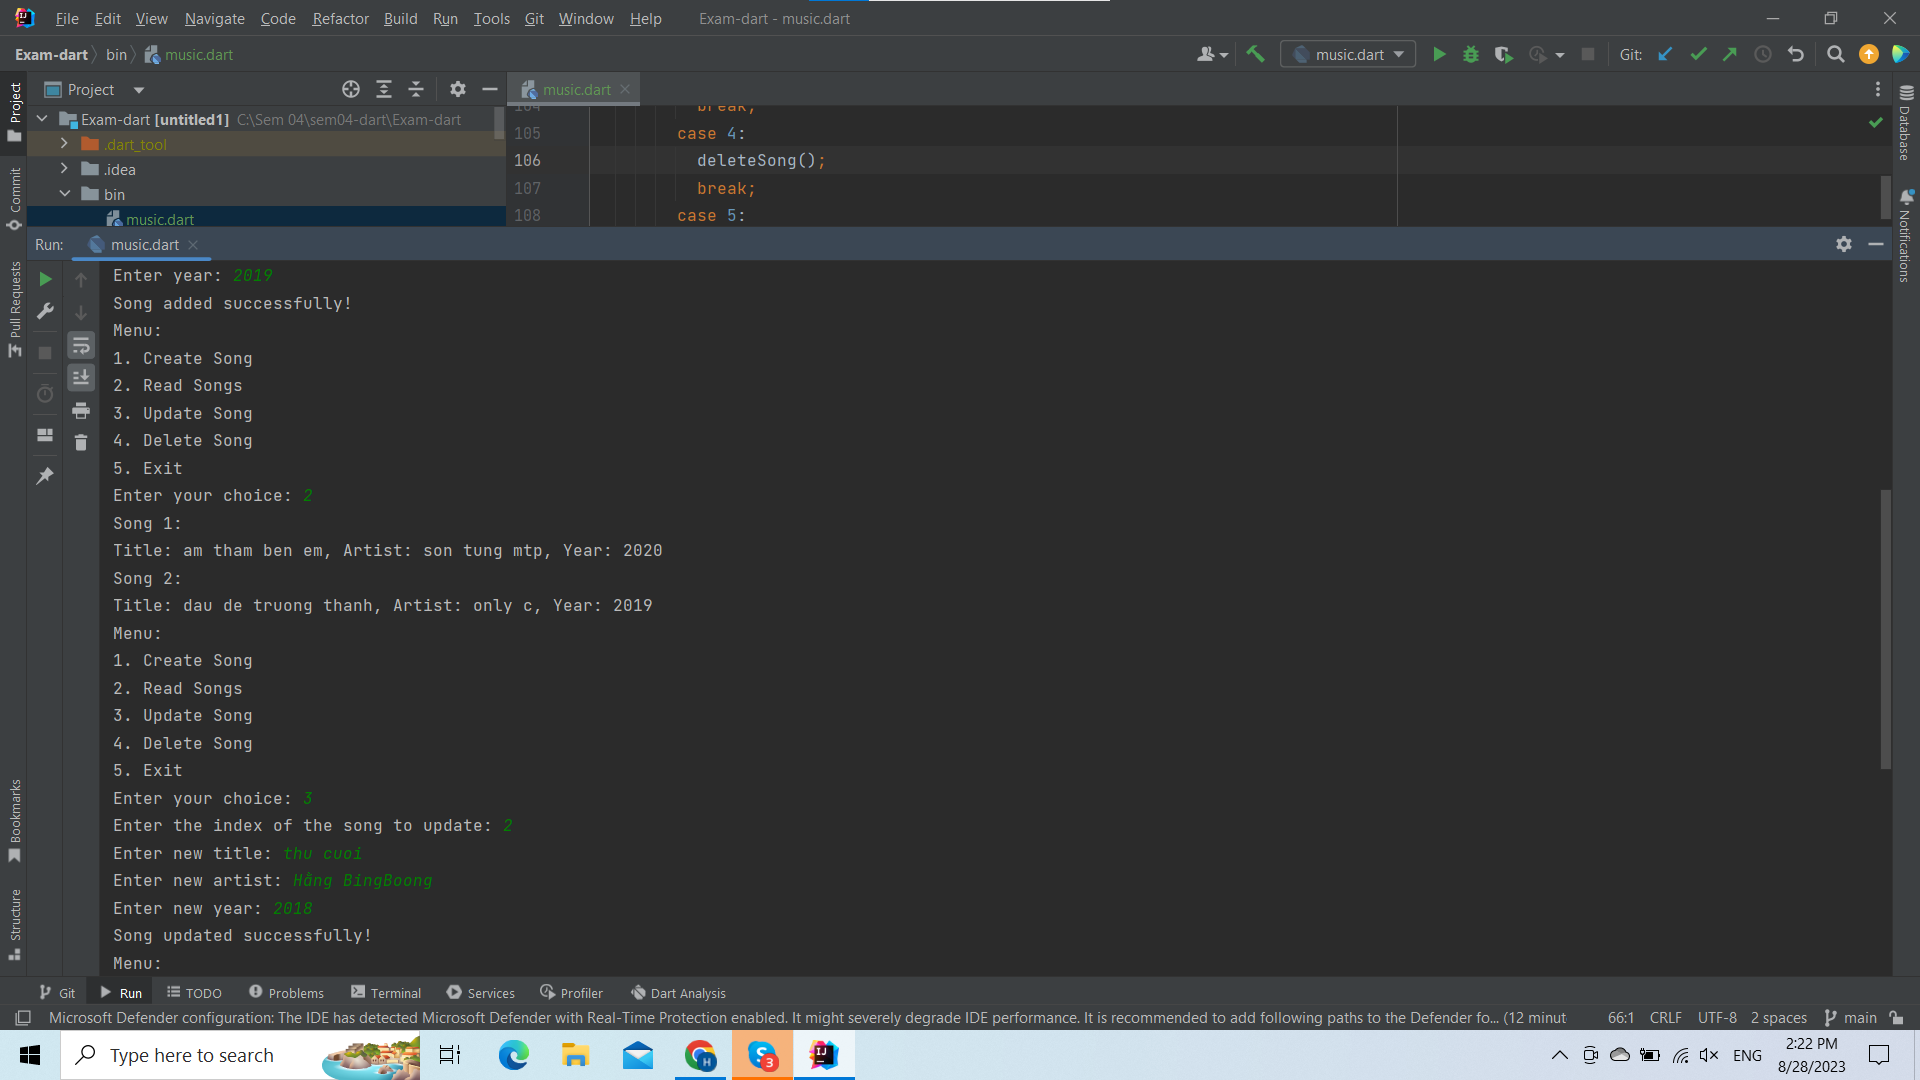 File Edit View Navigate Code Refactor Build Run Tools Git Window Help Exam-dart - music.dart
Exam-dart bin music.dart music.dart Git:
Project music.dart
Exam-dart [untitled1] C:\Sem 04\sem04-dart\Exam-dart
.dart_tool
.idea
bin
music.dart
104 break;
105 case 4:
106 deleteSong();
107 break;
108 case 5:
Project
Commit
Pull Requests
Bookmarks
Structure
Database
Notifications
Run: music.dart
Enter year: 2019
Song added successfully!
Menu:
1. Create Song
2. Read Songs
3. Update Song
4. Delete Song
5. Exit
Enter your choice: 2
Song 1:
Title: am tham ben em, Artist: son tung mtp, Year: 2020
Song 2:
Title: dau de truong thanh, Artist: only c, Year: 2019
Menu:
1. Create Song
2. Read Songs
3. Update Song
4. Delete Song
5. Exit
Enter your choice: 3
Enter the index of the song to update: 2
Enter new title: thu cuoi
Enter new artist: Hằng BingBoong
Enter new year: 2018
Song updated successfully!
Menu:
Git Run TODO Problems Terminal Services Profiler Dart Analysis
Microsoft Defender configuration: The IDE has detected Microsoft Defender with Real-Time Protection enabled. It might severely degrade IDE performance. It is recommended to add following paths to the Defender fo... (12 minut 66:1 CRLF UTF-8 2 spaces main
Type here to search H 3 IJ ENG 2:22 PM
8/28/2023